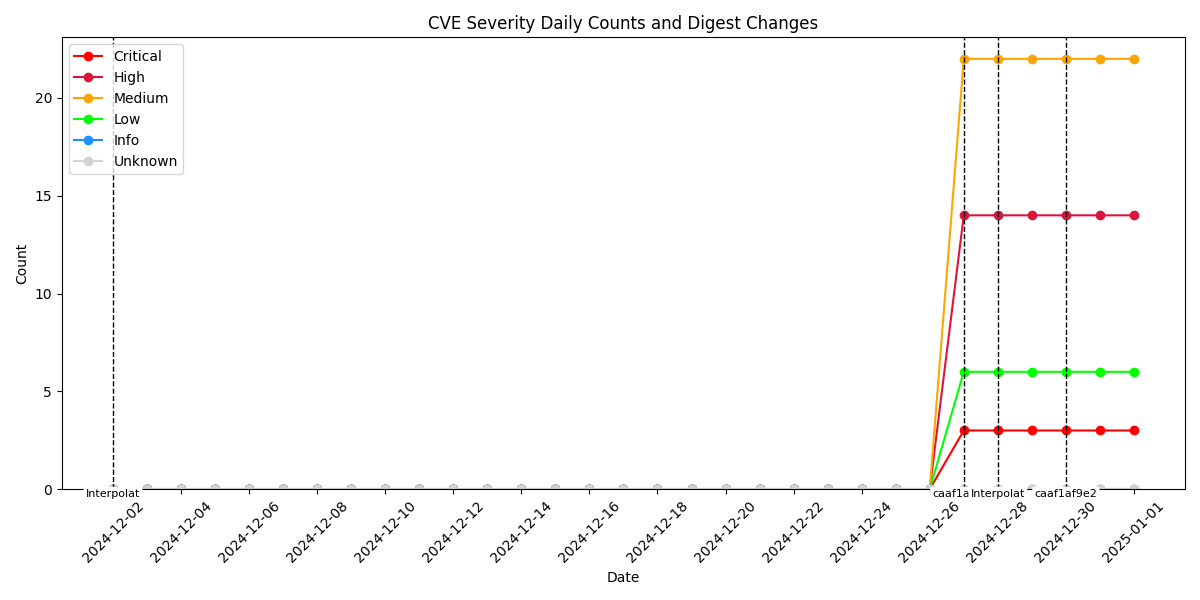 CVE Severity Daily Counts and Digest Changes
Critical
High
Medium
Low
Info
Unknown
20
15
10
5
0
Count
Interpolat
caaf1a
Interpolat
caaf1af9e2
2024-12-02
2024-12-04
2024-12-06
2024-12-08
2024-12-10
2024-12-12
2024-12-14
2024-12-16
2024-12-18
2024-12-20
2024-12-22
2024-12-24
2024-12-26
2024-12-28
2024-12-30
2025-01-01
Date